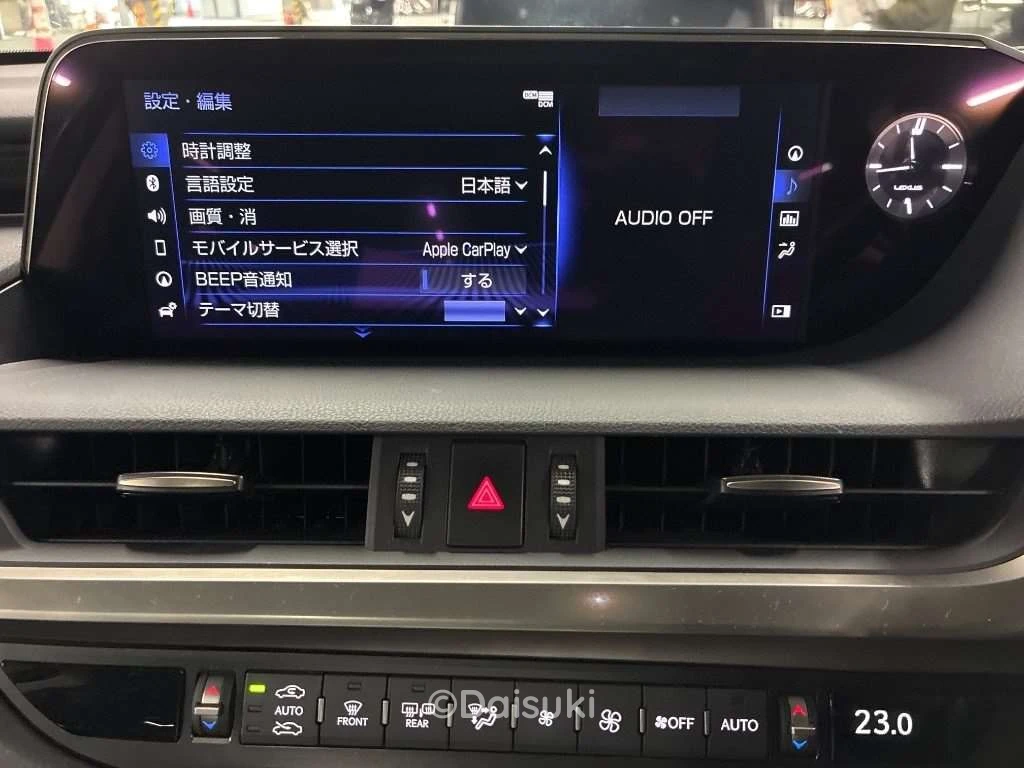 設定・編集
DCM
DCM
時計調整
言語設定 日本語
画質・消
モバイルサービス選択 Apple CarPlay
BEEP音通知 する
テーマ切替
AUDIO OFF
LEXUS
AUTO
FRONT
REAR
OFF
AUTO
23.0
©Daisuki